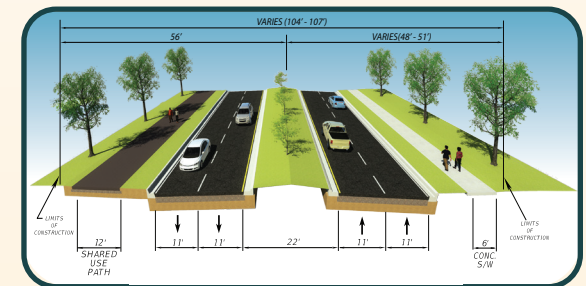 VARIES (104' - 107')
56'
VARIES(48' - 51')
LIMITS
OF
CONSTRUCTION
LIMITS
OF
CONSTRUCTION
12'
11'
11'
22'
11'
11'
6'
SHARED
USE
PATH
CONC.
S/W